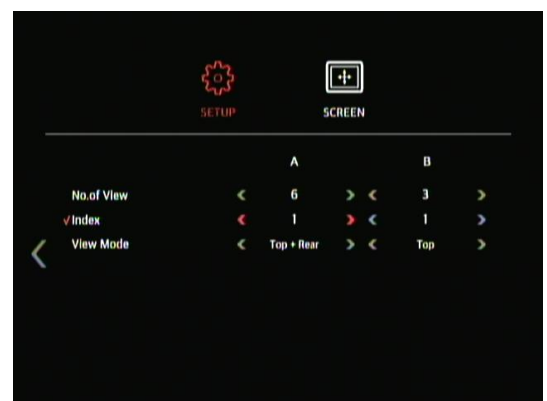 SETUP SCREEN
A B
No.of View 6 3
√Index 1 1
View Mode Top + Rear Top